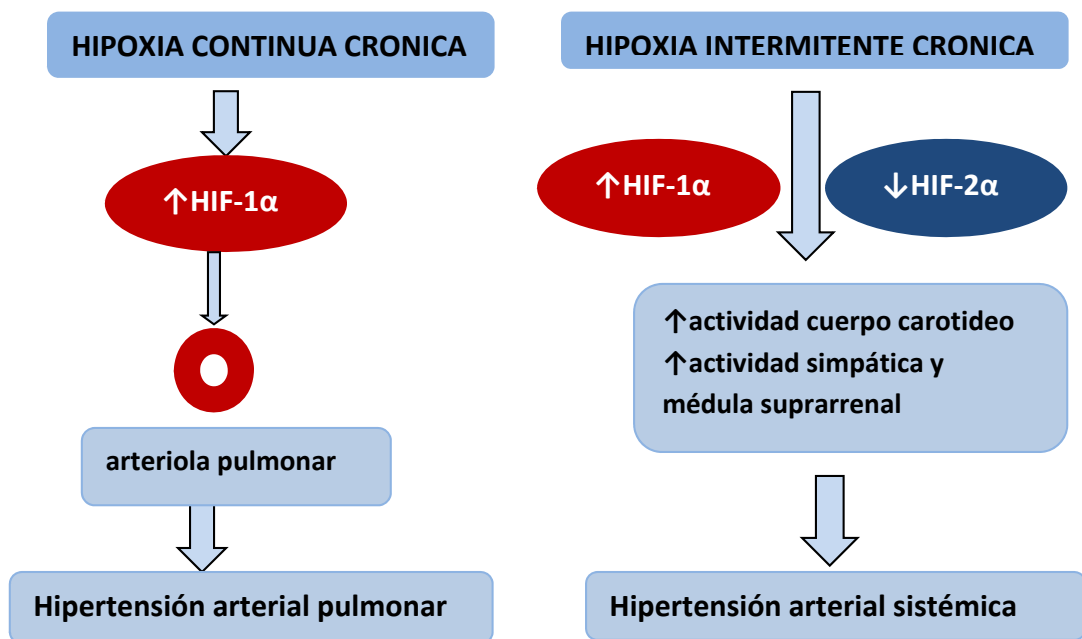 HIPOXIA CONTINUA CRONICA
↑HIF-1α
arteriola pulmonar
Hipertensión arterial pulmonar
HIPOXIA INTERMITENTE CRONICA
↑HIF-1α
↓HIF-2α
↑actividad cuerpo carotideo
↑actividad simpática y
médula suprarrenal
Hipertensión arterial sistémica